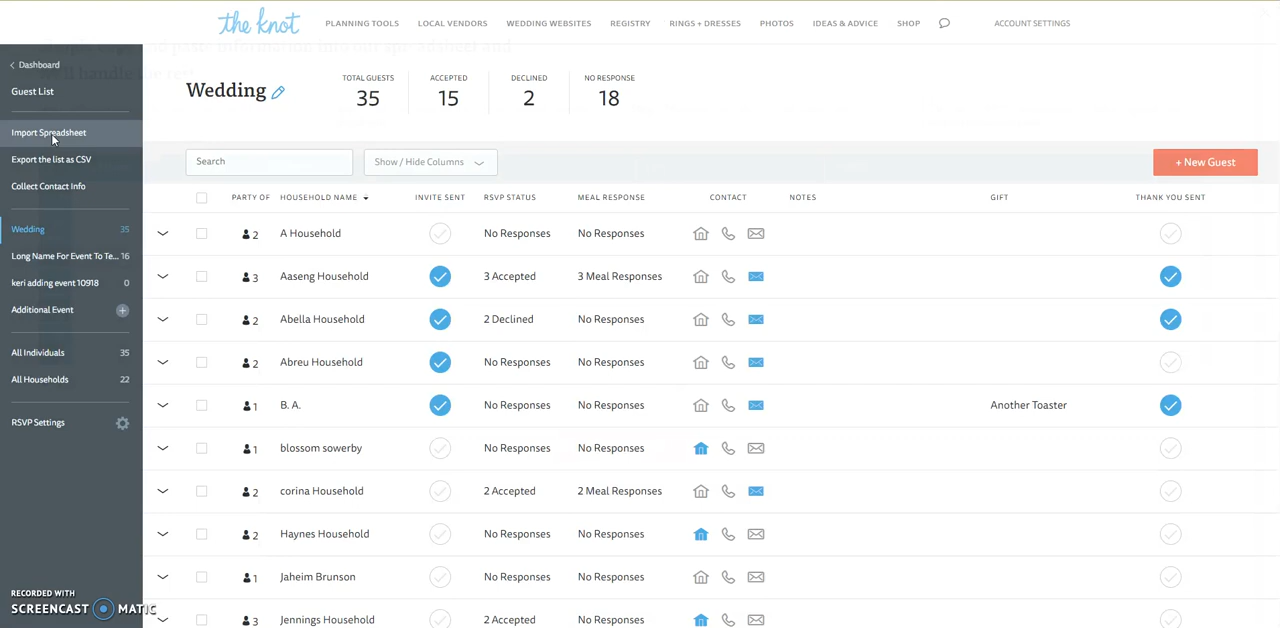 the knot PLANNING TOOLS LOCAL VENDORS WEDDING WEBSITES REGISTRY RINGS + DRESSES PHOTOS IDEAS & ADVICE SHOP ACCOUNT SETTINGS
Dashboard
Guest List
Import Spreadsheet
Export the list as CSV
Collect Contact Info
Wedding 35
Long Name For Event To Te... 16
keri adding event 10918 0
Additional Event
All Individuals 35
All Households 22
RSVP Settings
RECORDED WITH
SCREENCAST MATIC
Wedding
TOTAL GUESTS ACCEPTED DECLINED NO RESPONSE
35 15 2 18
Search Show / Hide Columns + New Guest
PARTY OF HOUSEHOLD NAME INVITE SENT RSVP STATUS MEAL RESPONSE CONTACT NOTES GIFT THANK YOU SENT
2 A Household No Responses No Responses
3 Aaseng Household 3 Accepted 3 Meal Responses
2 Abella Household 2 Declined No Responses
2 Abreu Household No Responses No Responses
1 B. A. No Responses No Responses Another Toaster
1 blossom sowerby No Responses No Responses
2 corina Household 2 Accepted 2 Meal Responses
2 Haynes Household No Responses No Responses
1 Jaheim Brunson No Responses No Responses
3 Jennings Household 2 Accepted No Responses